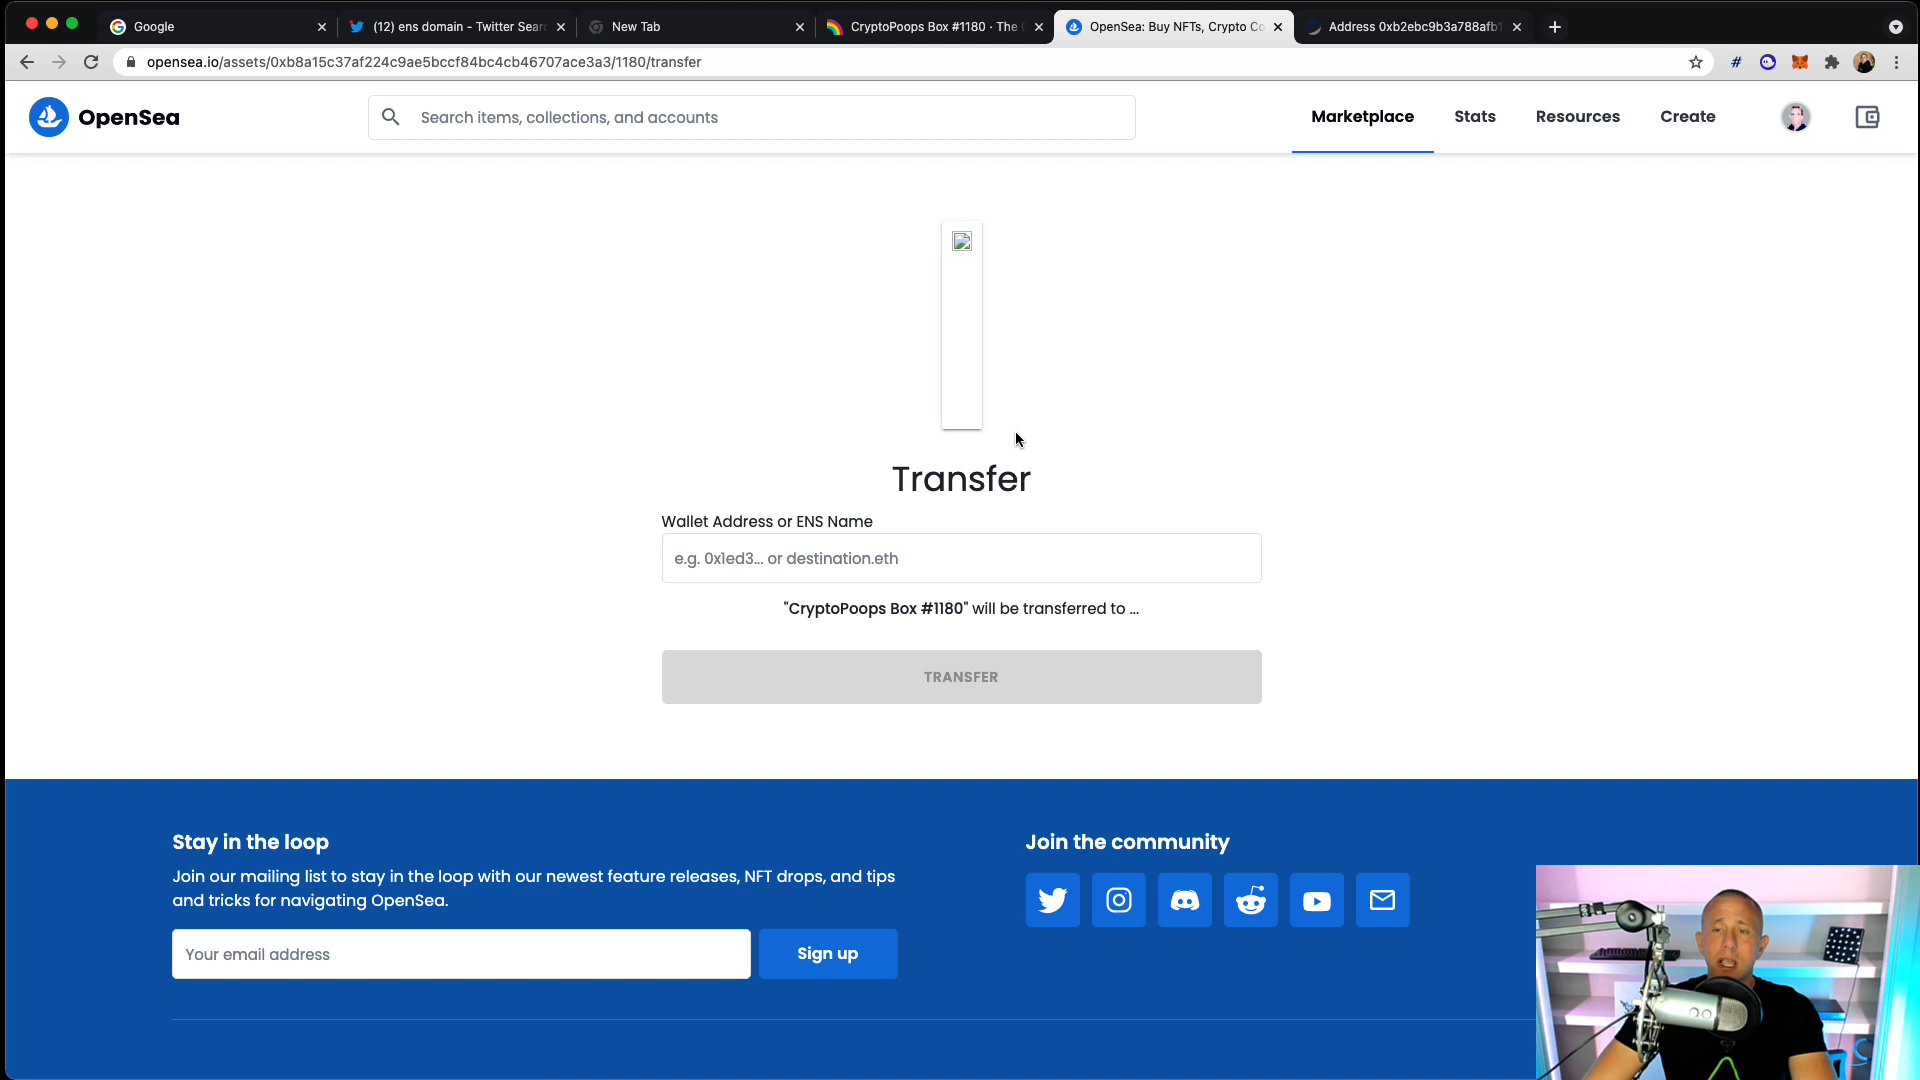 Google
(12) ens domain - Twitter Sear
New Tab
CryptoPoops Box #1180 · The
OpenSea: Buy NFTs, Crypto Co
Address 0xb2ebc9b3a788afb1
opensea.io/assets/0xb8a15c37af224c9ae5bccf84bc4cb46707ace3a3/1180/transfer
OpenSea
Search items, collections, and accounts
Marketplace
Stats
Resources
Create
Transfer
Wallet Address or ENS Name
e.g. 0x1ed3... or destination.eth
"CryptoPoops Box #1180" will be transferred to ...
TRANSFER
Stay in the loop
Join our mailing list to stay in the loop with our newest feature releases, NFT drops, and tips
and tricks for navigating OpenSea.
Your email address
Sign up
Join the community